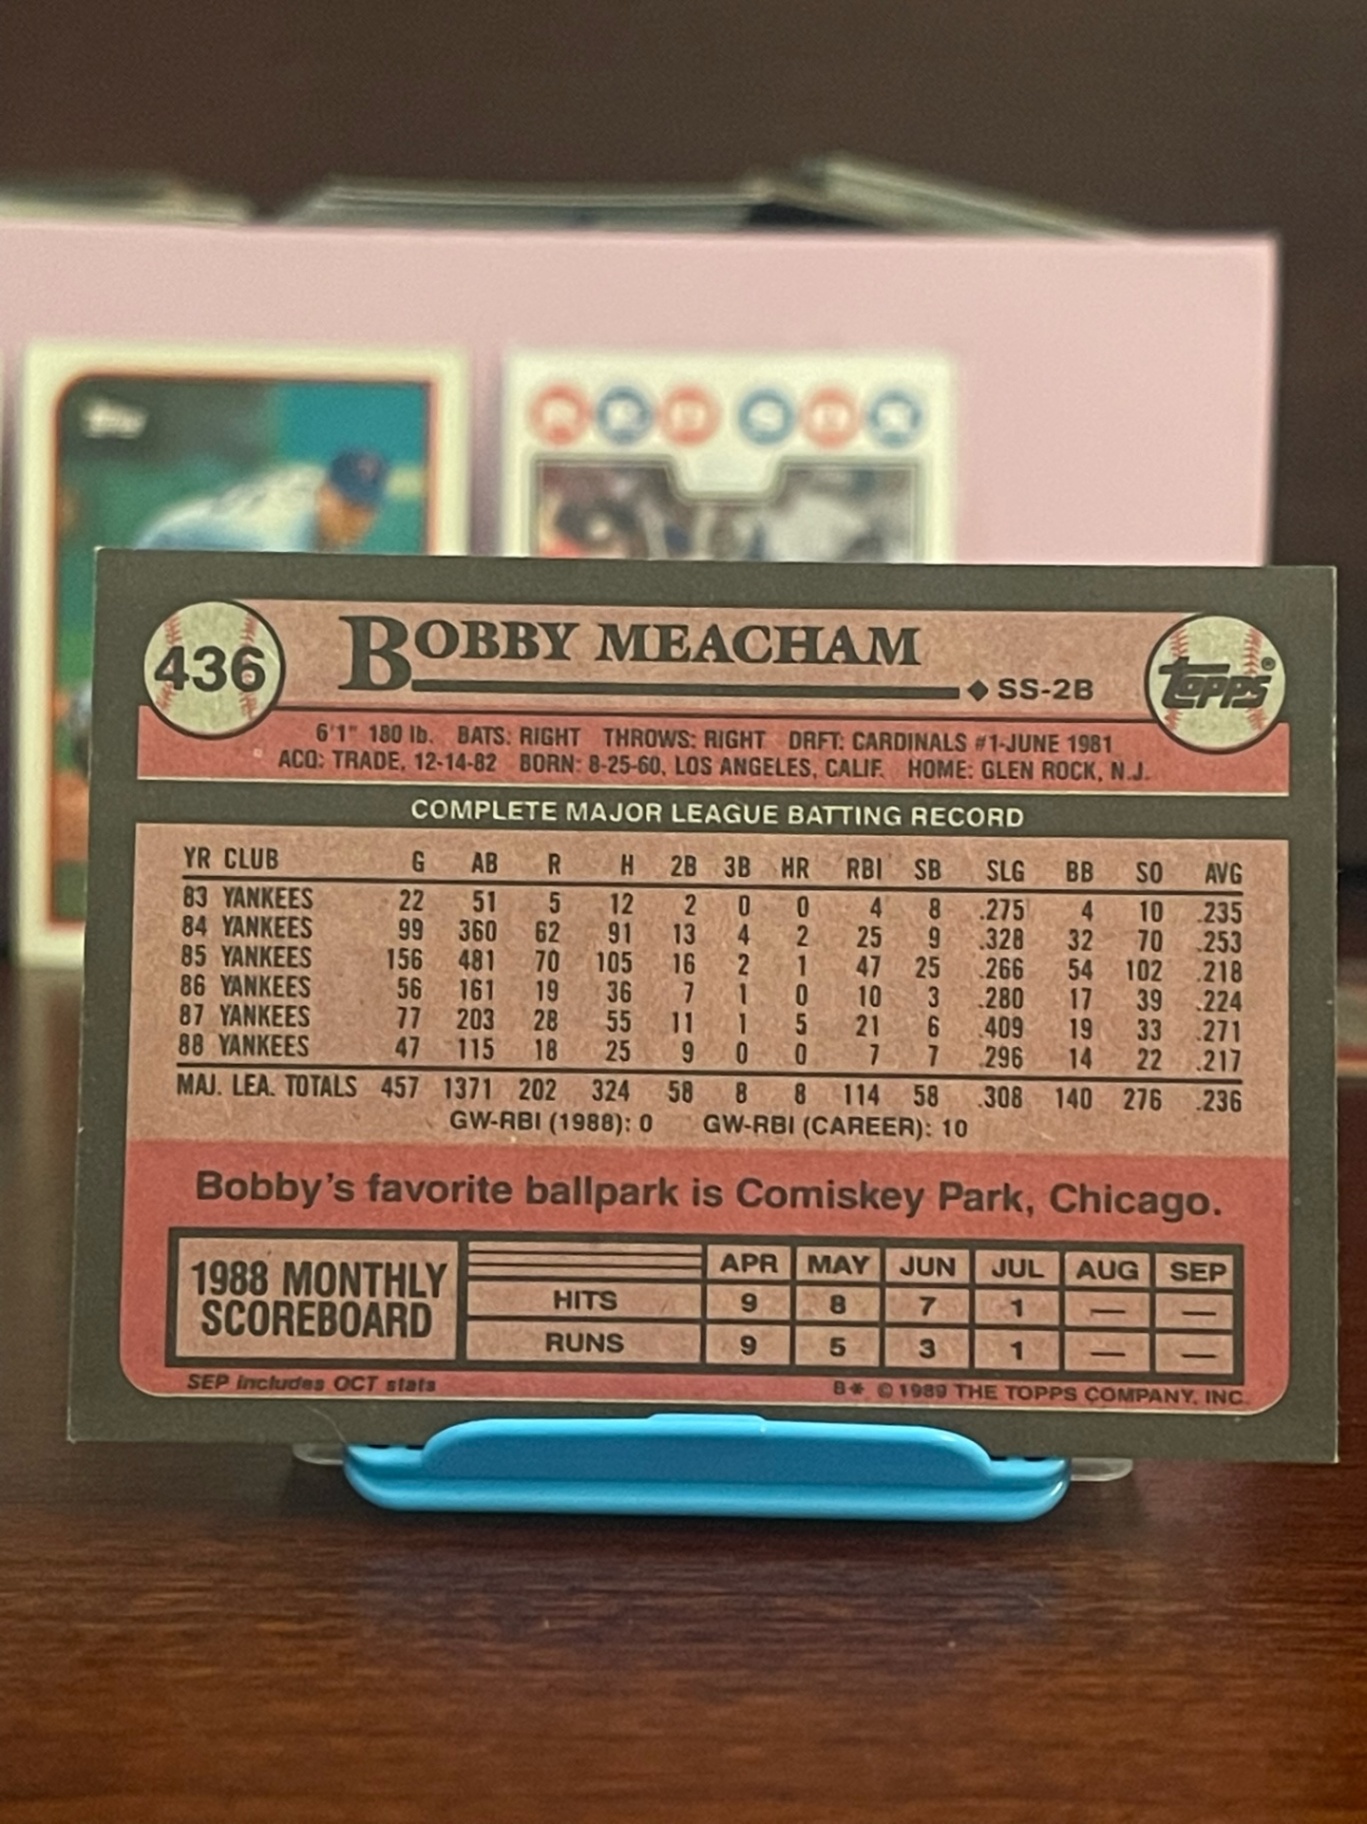 Topps
RED SOX
436
BOBBY MEACHAM
SS-2B
topps®
6'1" 180 lb. BATS: RIGHT THROWS: RIGHT DRFT: CARDINALS #1-JUNE 1981
ACQ: TRADE, 12-14-82 BORN: 8-25-60, LOS ANGELES, CALIF. HOME: GLEN ROCK, N.J.
COMPLETE MAJOR LEAGUE BATTING RECORD
YR CLUB G AB R H 2B 3B HR RBI SB SLG BB SO AVG
83 YANKEES 22 51 5 12 2 0 0 4 8 .275 4 10 .235
84 YANKEES 99 360 62 91 13 4 2 25 9 .328 32 70 .253
85 YANKEES 156 481 70 105 16 2 1 47 25 .266 54 102 .218
86 YANKEES 56 161 19 36 7 1 0 10 3 .280 17 39 .224
87 YANKEES 77 203 28 55 11 1 5 21 6 .409 19 33 .271
88 YANKEES 47 115 18 25 9 0 0 7 7 .296 14 22 .217
MAJ. LEA. TOTALS 457 1371 202 324 58 8 8 114 58 .308 140 276 .236
GW-RBI (1988): 0 GW-RBI (CAREER): 10
Bobby's favorite ballpark is Comiskey Park, Chicago.
1988 MONTHLY
SCOREBOARD
APR MAY JUN JUL AUG SEP
HITS 9 8 7 1 — —
RUNS 9 5 3 1 — —
SEP includes OCT stats
B* © 1989 THE TOPPS COMPANY, INC.